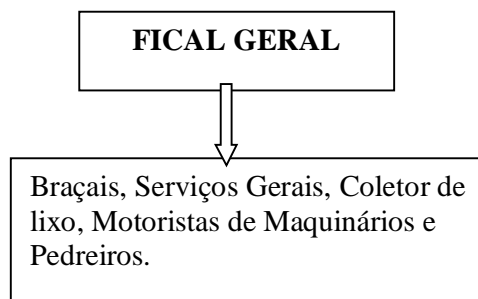 FICAL GERAL
Braçais, Serviços Gerais, Coletor de
lixo, Motoristas de Maquinários e
Pedreiros.